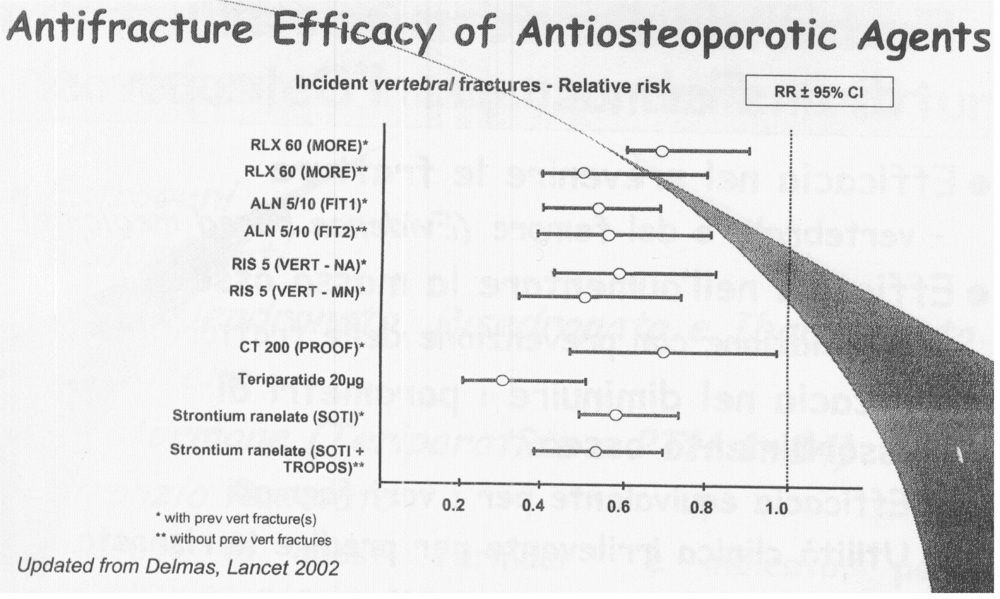 Antifracture Efficacy of Antiosteoporotic Agents
Incident vertebral fractures - Relative risk
RR ± 95% CI
RLX 60 (MORE)*
RLX 60 (MORE)**
ALN 5/10 (FIT1)*
ALN 5/10 (FIT2)**
RIS 5 (VERT - NA)*
RIS 5 (VERT - MN)*
CT 200 (PROOF)*
Teriparatide 20µg
Strontium ranelate (SOTI)*
Strontium ranelate (SOTI +
TROPOS)**
0.2 0.4 0.6 0.8 1.0
* with prev vert fracture(s)
** without prev vert fractures
Updated from Delmas, Lancet 2002